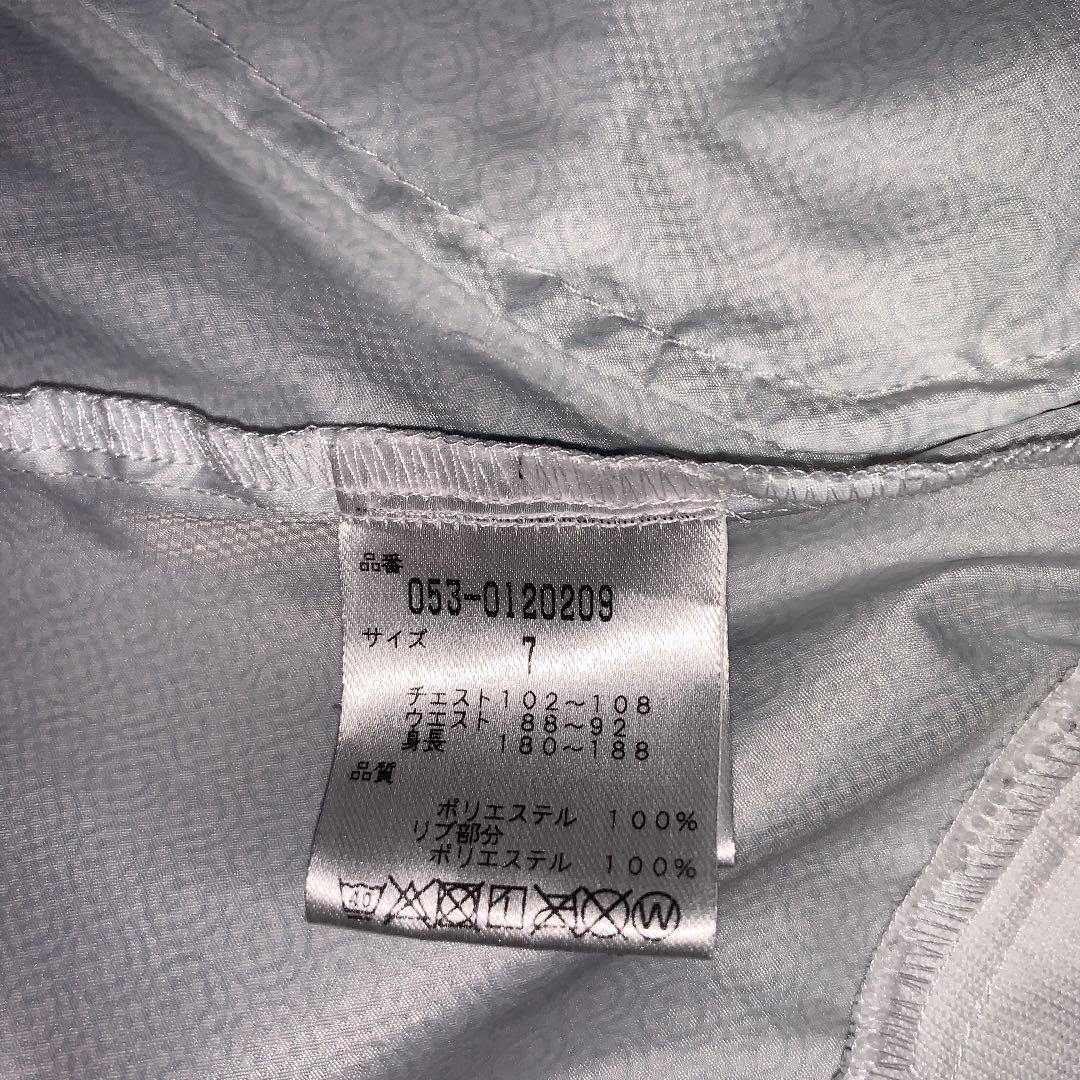 品番
053-0120209
サイズ
7
チェスト102～108
ウエスト 88～92
身長 180～188
品質
ポリエステル 100%
リブ部分
ポリエステル 100%
40 W